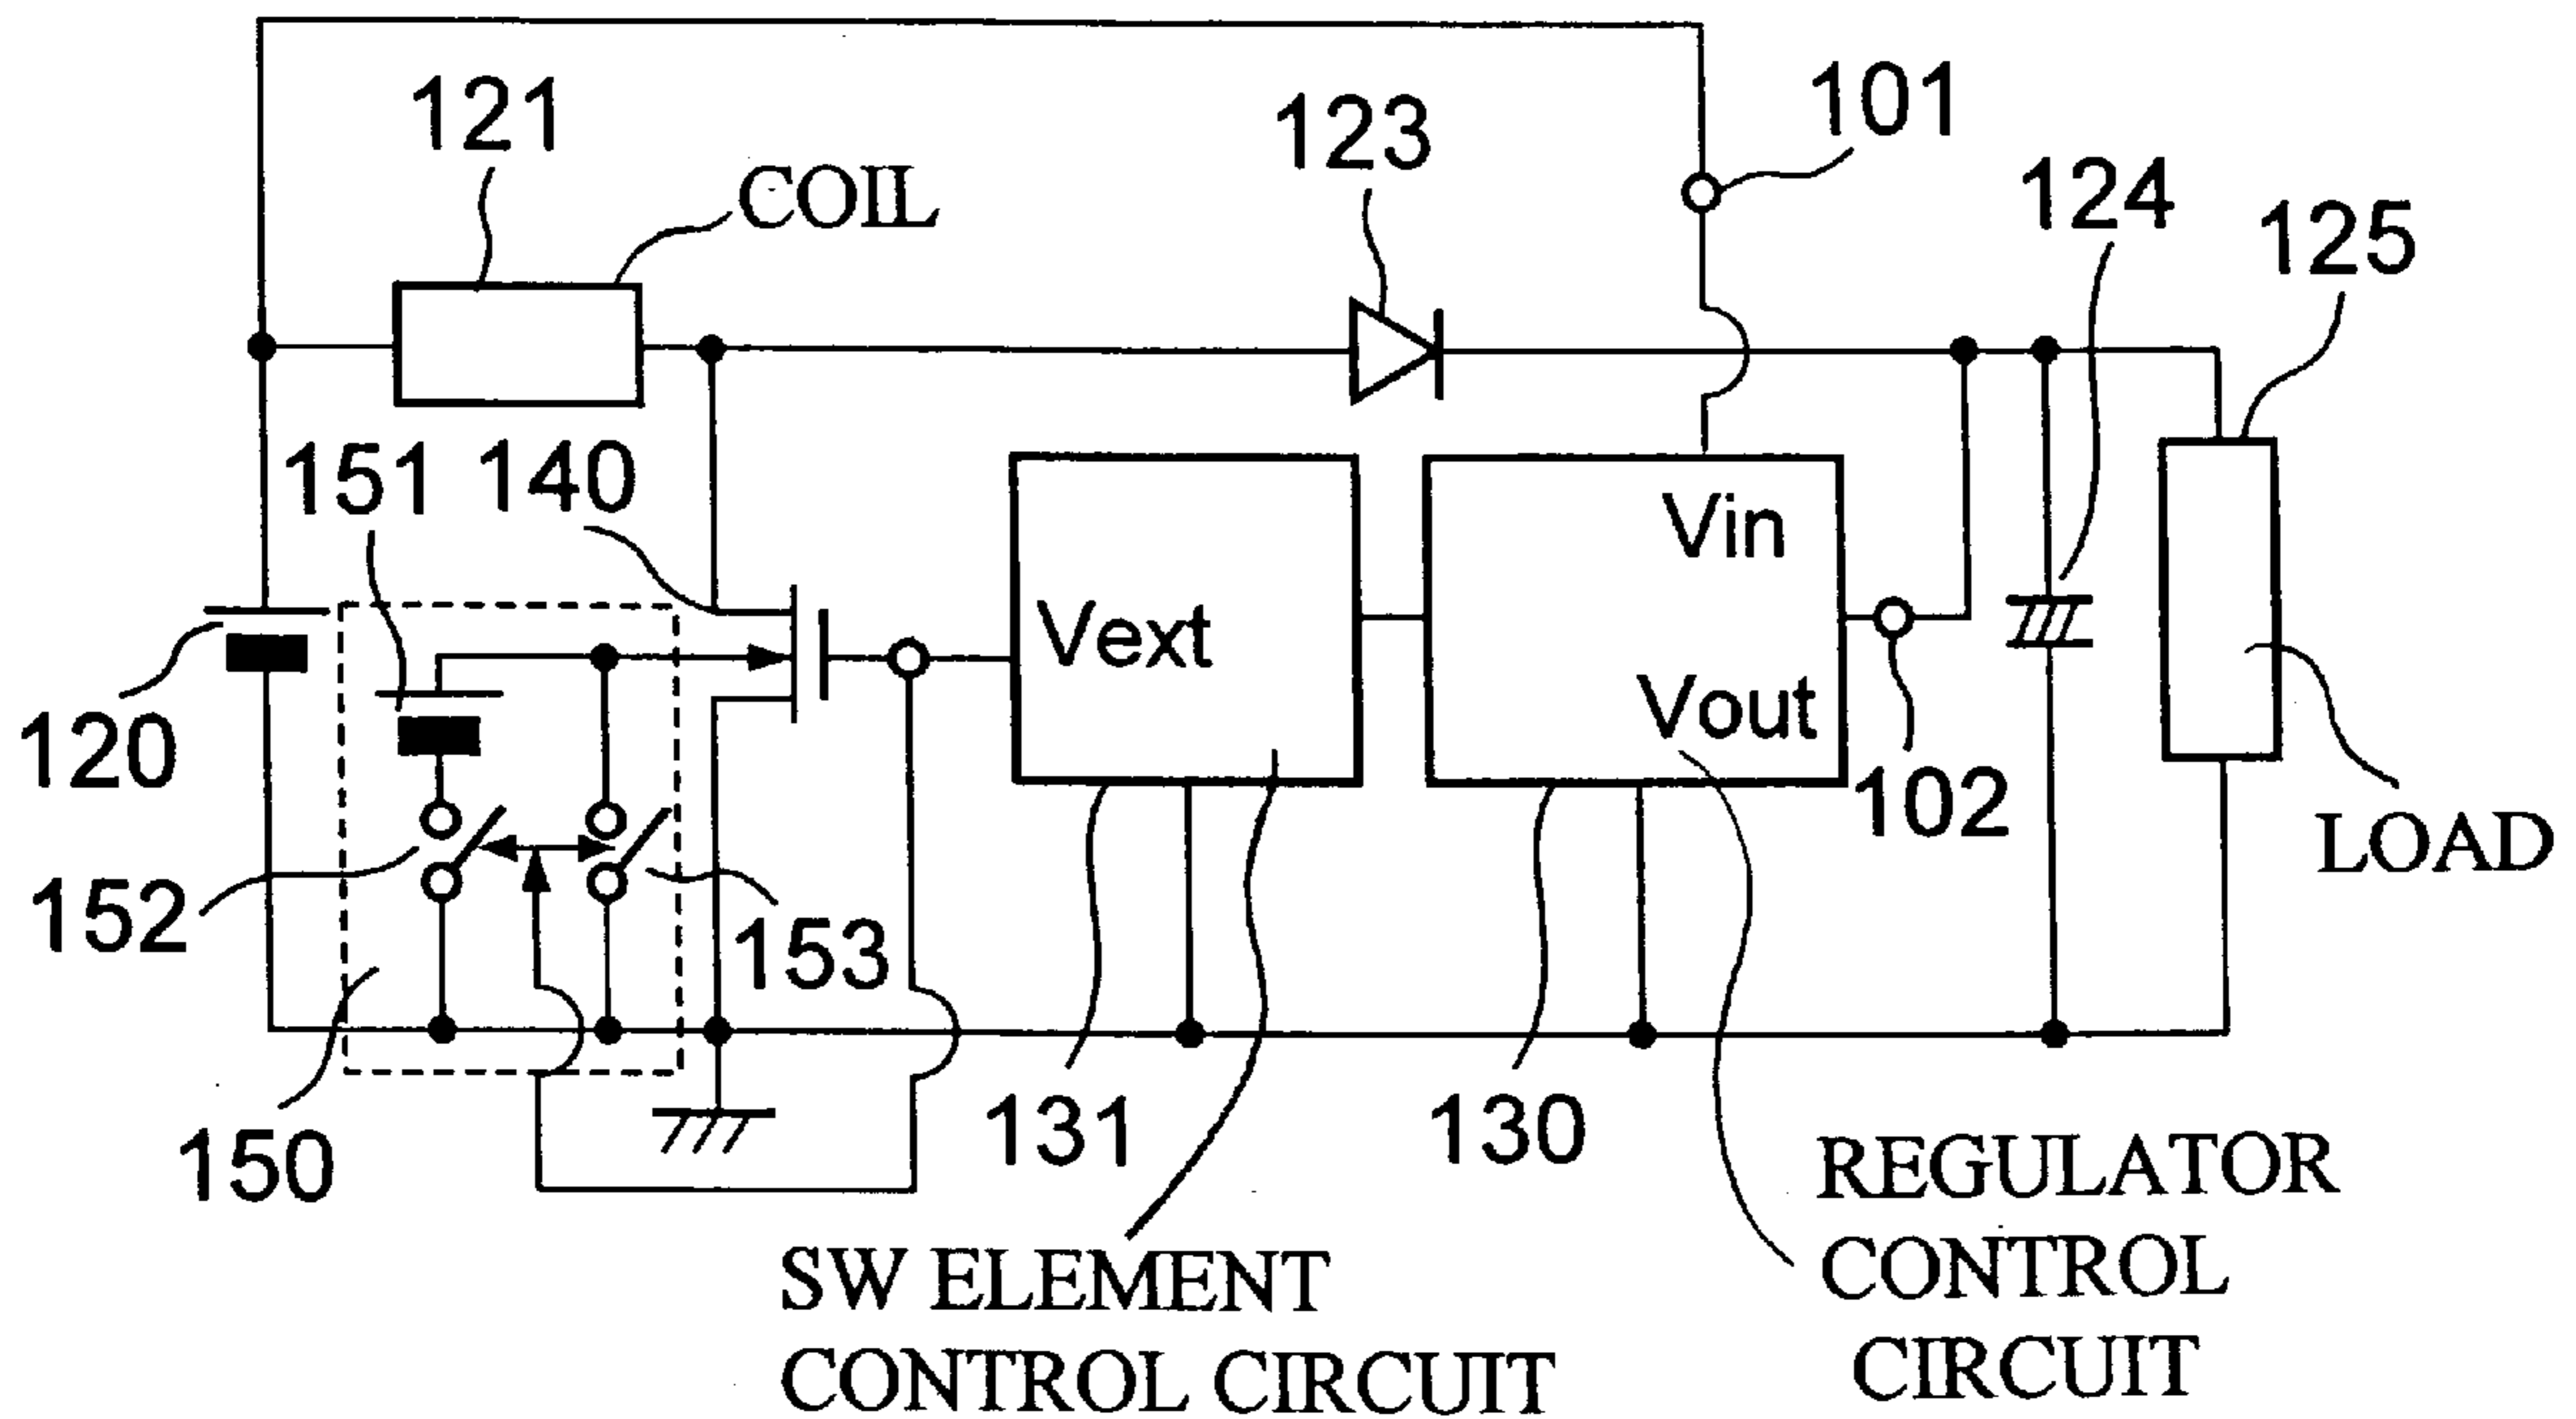 101
121
123
COIL
124
125
151
140
Vin
Vext
120
Vout
102
LOAD
152
153
150
131
130
REGULATOR
CONTROL
CIRCUIT
SW ELEMENT
CONTROL CIRCUIT